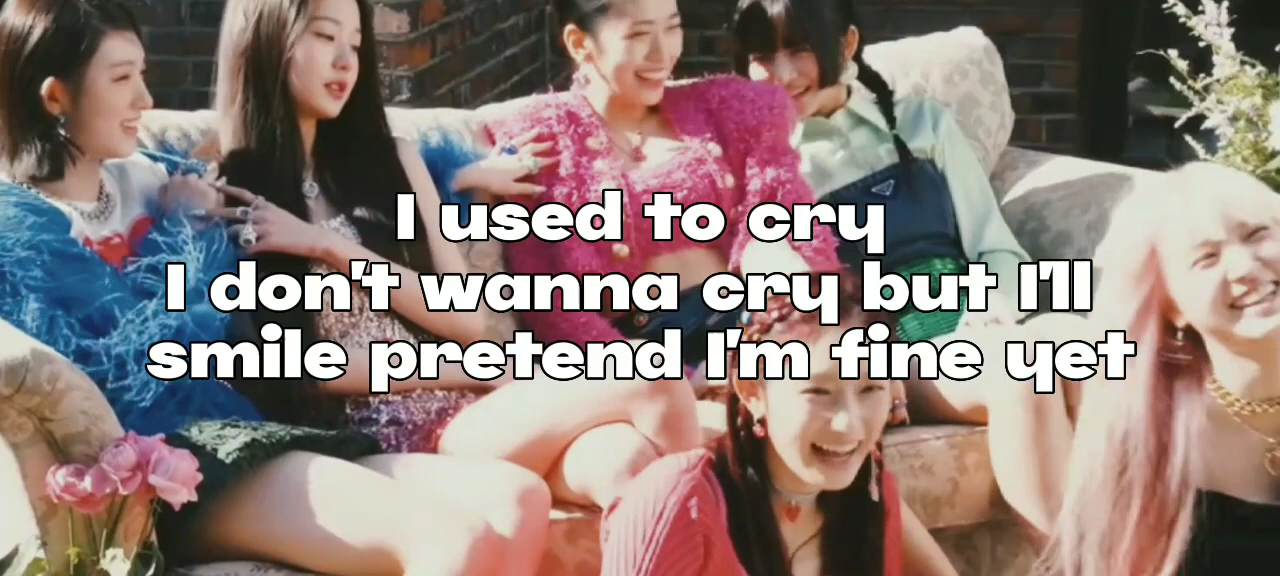 I used to cry
I don't wanna cry but I'll
smile pretend I'm fine yet